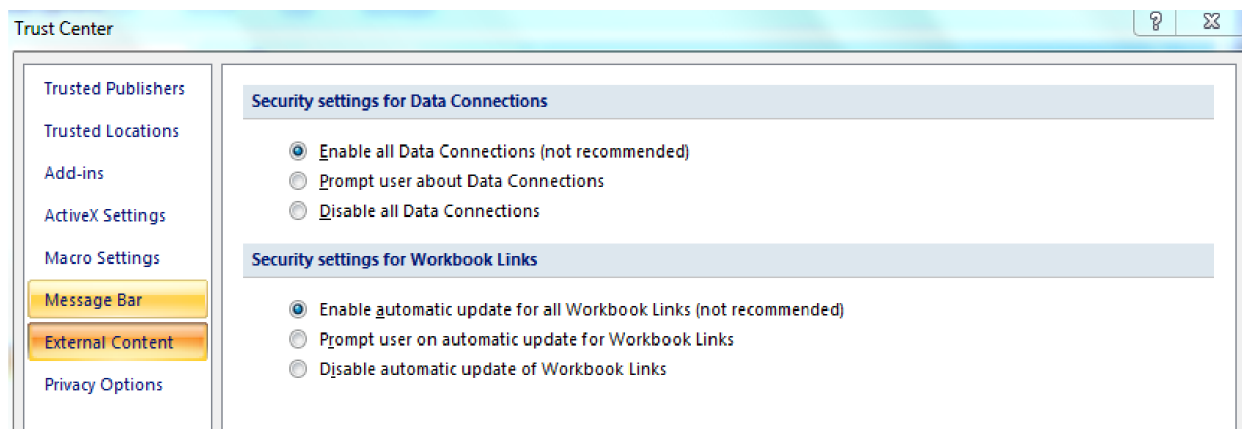 Trust Center
Trusted Publishers
Trusted Locations
Add-ins
ActiveX Settings
Macro Settings
Message Bar
External Content
Privacy Options
Security settings for Data Connections
Enable all Data Connections (not recommended)
Prompt user about Data Connections
Disable all Data Connections
Security settings for Workbook Links
Enable automatic update for all Workbook Links (not recommended)
Prompt user on automatic update for Workbook Links
Disable automatic update of Workbook Links